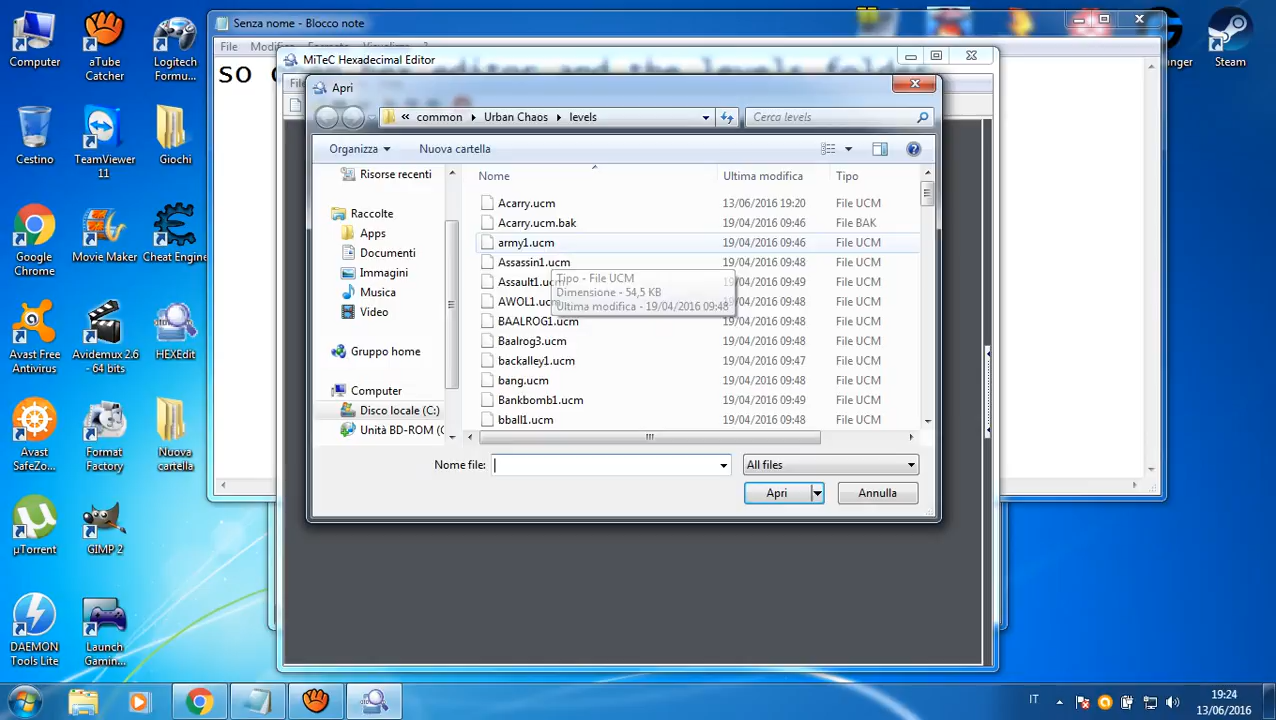 Senza nome - Blocco note
File
MiTeC Hexadecimal Editor
so
Apri
common
Urban Chaos
levels
Cerca levels
Organizza
Nuova cartella
Risorse recenti
Raccolte
Apps
Documenti
Immagini
Musica
Video
Gruppo home
Computer
Disco locale (C:)
Unità BD-ROM (
Nome
Ultima modifica
Tipo
Acarry.ucm
13/06/2016 19:20
File UCM
Acarry.ucm.bak
19/04/2016 09:46
File BAK
army1.ucm
19/04/2016 09:46
File UCM
Assassin1.ucm
19/04/2016 09:48
File UCM
Assault1.uc
19/04/2016 09:49
File UCM
AWOL1.uc
19/04/2016 09:48
File UCM
BAALROG1.ucm
19/04/2016 09:48
File UCM
Baalrog3.ucm
19/04/2016 09:48
File UCM
backalley1.ucm
19/04/2016 09:47
File UCM
bang.ucm
19/04/2016 09:48
File UCM
Bankbomb1.ucm
19/04/2016 09:49
File UCM
bball1.ucm
19/04/2016 09:48
File UCM
Tipo - File UCM
Dimensione - 54,5 KB
Ultima modifica - 19/04/2016 09:48
Nome file:
All files
Apri
Annulla
Computer
aTube
Catcher
Logitech
Formu...
Cestino
TeamViewer
11
Giochi
Google
Chrome
Movie Maker
Cheat Engine
Avast Free
Antivirus
Avidemux 2.6
- 64 bits
HEXEdit
Avast
SafeZo...
Format
Factory
Nuova
cartella
µTorrent
GIMP 2
DAEMON
Tools Lite
Launch
Gamin...
Steam
IT
19:24
13/06/2016